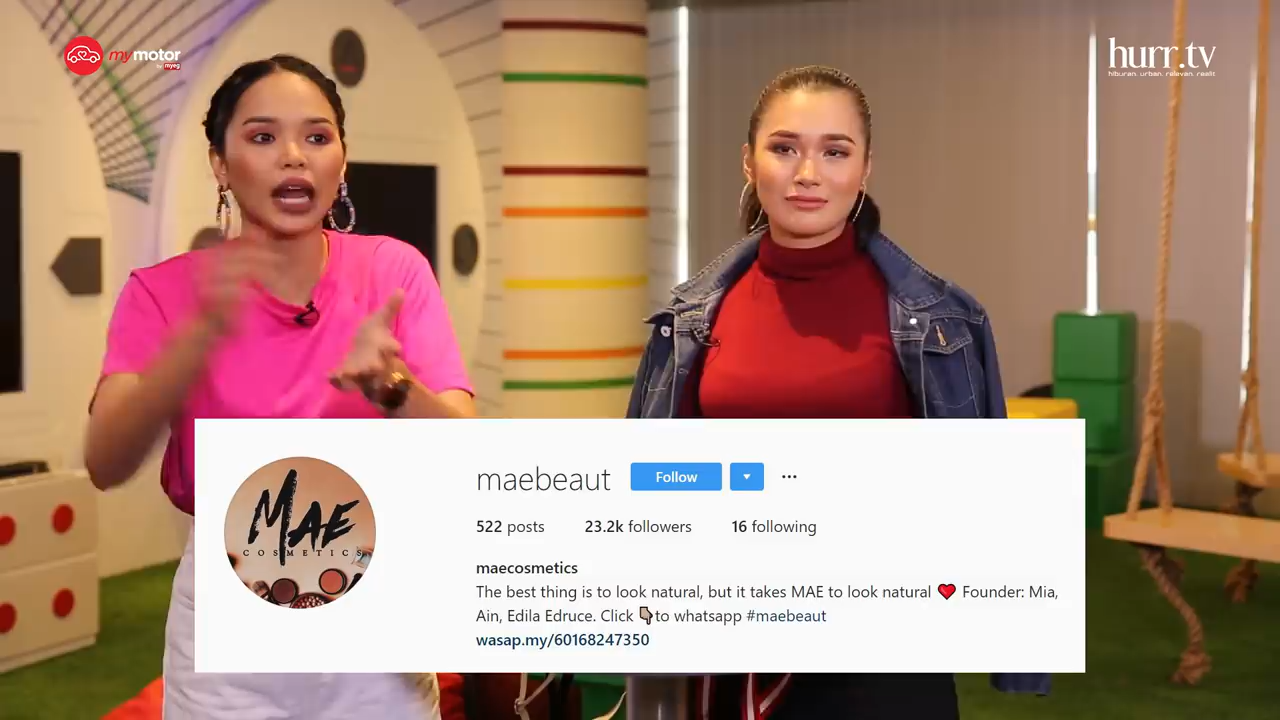 mymotor
by myeg
hurr.tv
hiburan. urban. relevan. realit
MAE
COSMETICS
maebeaut Follow
522 posts 23.2k followers 16 following
maecosmetics
The best thing is to look natural, but it takes MAE to look natural ❤️ Founder: Mia,
Ain, Edila Edruce. Click 👇🏽to whatsapp #maebeaut
wasap.my/60168247350